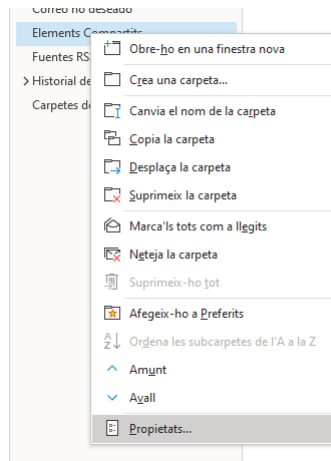 Correo no deseado
Elements Compartits
Fuentes RS
Historial de
Carpetes de
Obre-ho en una finestra nova
Crea una carpeta...
Canvia el nom de la carpeta
Copia la carpeta
Desplaça la carpeta
Suprimeix la carpeta
Marca'ls tots com a llegits
Neteja la carpeta
Suprimeix-ho tot
Afegeix-ho a Preferits
Ordena les subcarpetes de l'A a la Z
Amunt
Avall
Propietats...